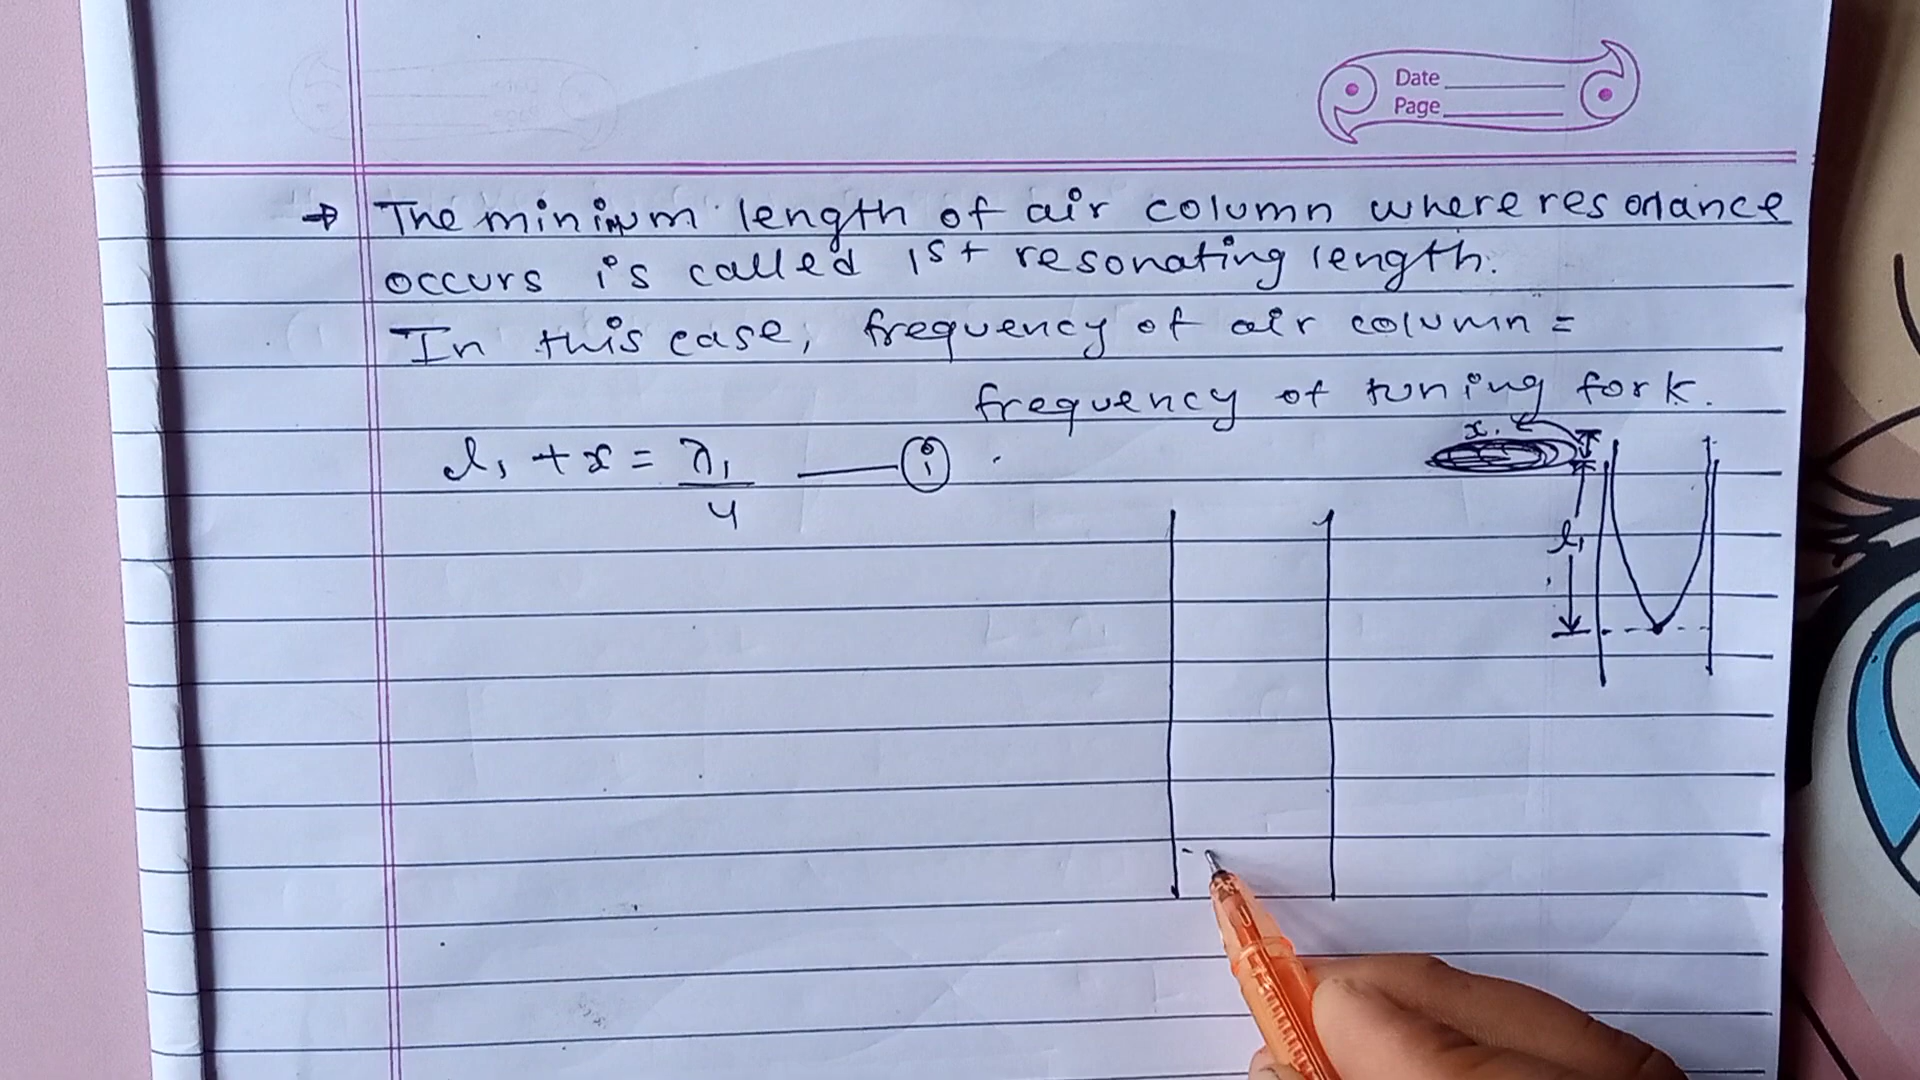 Date
Page
→ The minimum length of air column where resonance
occurs is called 1st resonating length.
In this case, frequency of air column =
frequency of tuning fork.
l₁ + x = λ₁/4 —— (i)
x
l₁